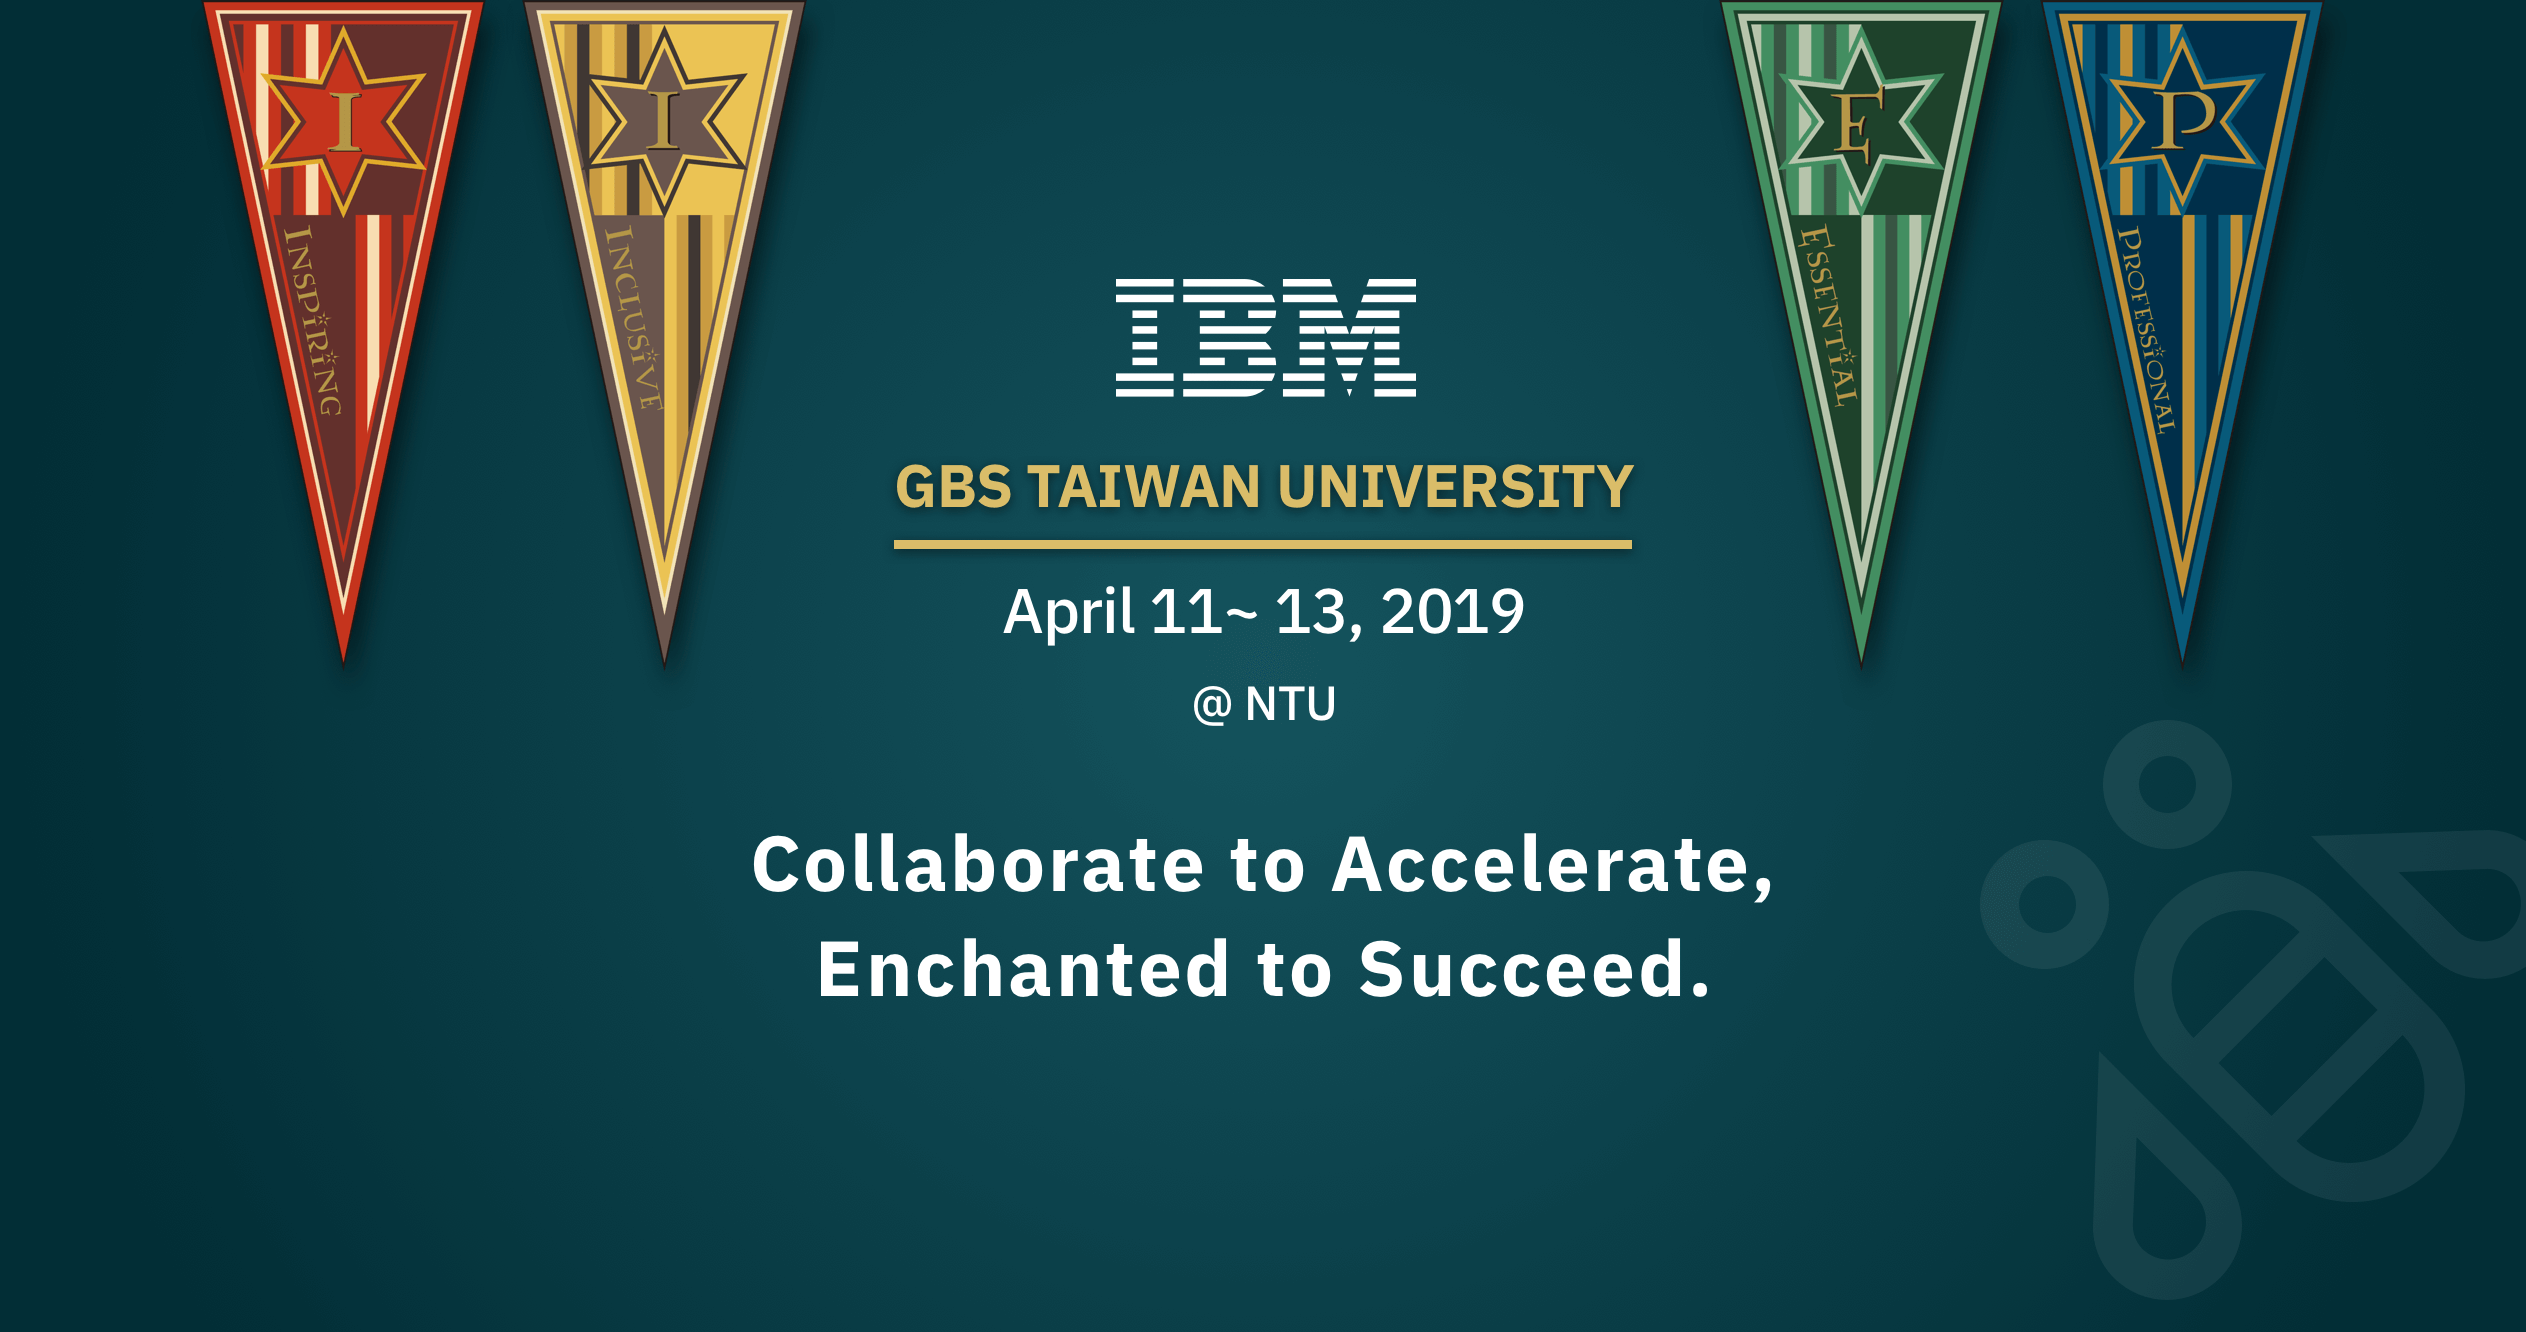 I
INSPIRING
I
INCLUSIVE
E
ESSENTIAL
P
PROFESSIONAL
IBM
GBS TAIWAN UNIVERSITY
April 11~ 13, 2019
@ NTU
Collaborate to Accelerate,
Enchanted to Succeed.